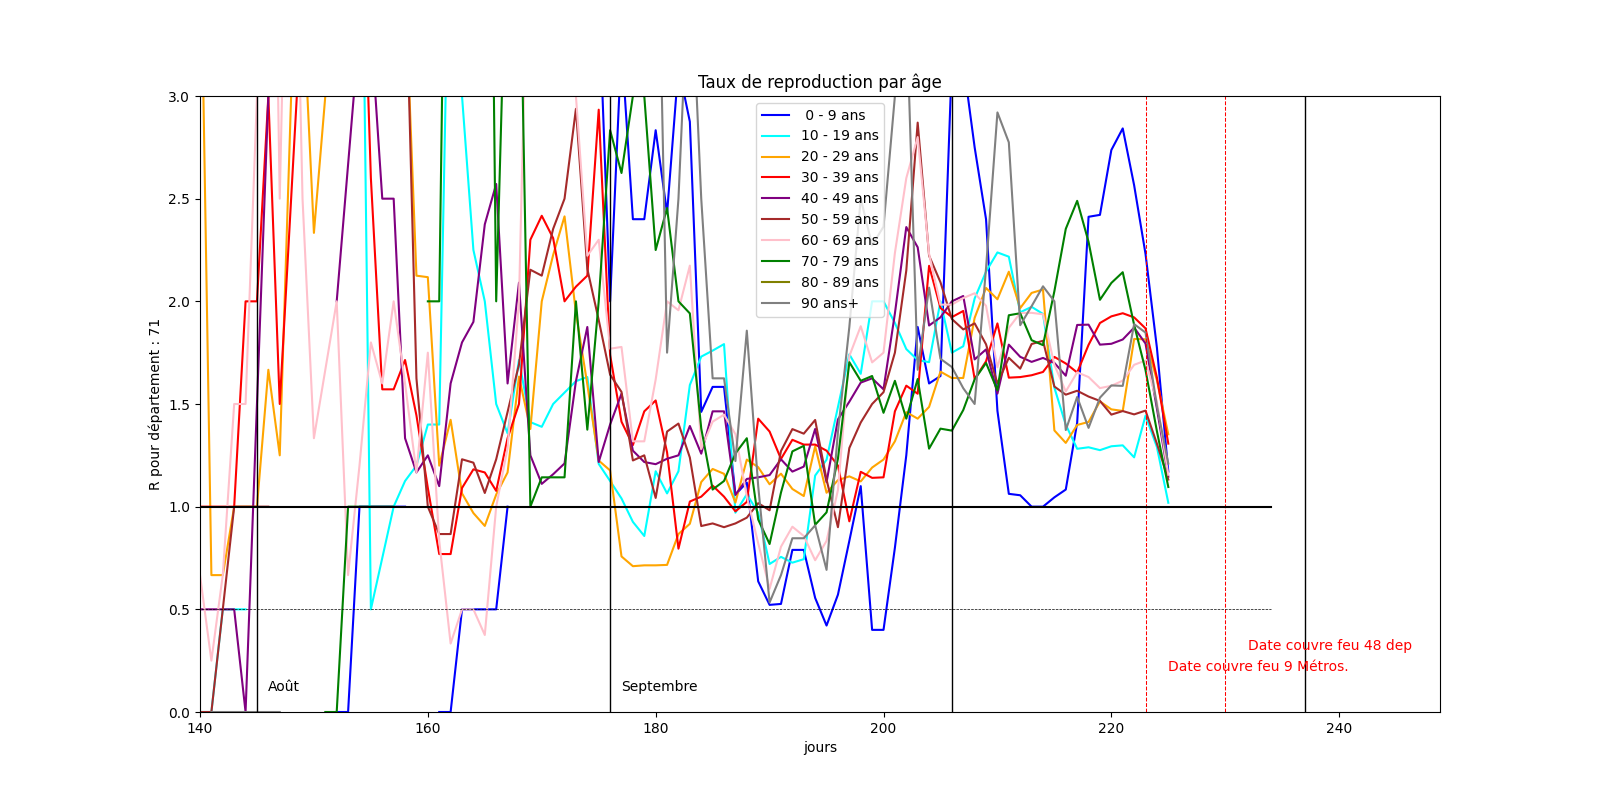 Taux de reproduction par âge
R pour département : 71
3.0
2.5
2.0
1.5
1.0
0.5
0.0
0 - 9 ans
10 - 19 ans
20 - 29 ans
30 - 39 ans
40 - 49 ans
50 - 59 ans
60 - 69 ans
70 - 79 ans
80 - 89 ans
90 ans+
Date couvre feu 48 dep
Date couvre feu 9 Métros.
Août
Septembre
140
160
180
200
220
240
jours